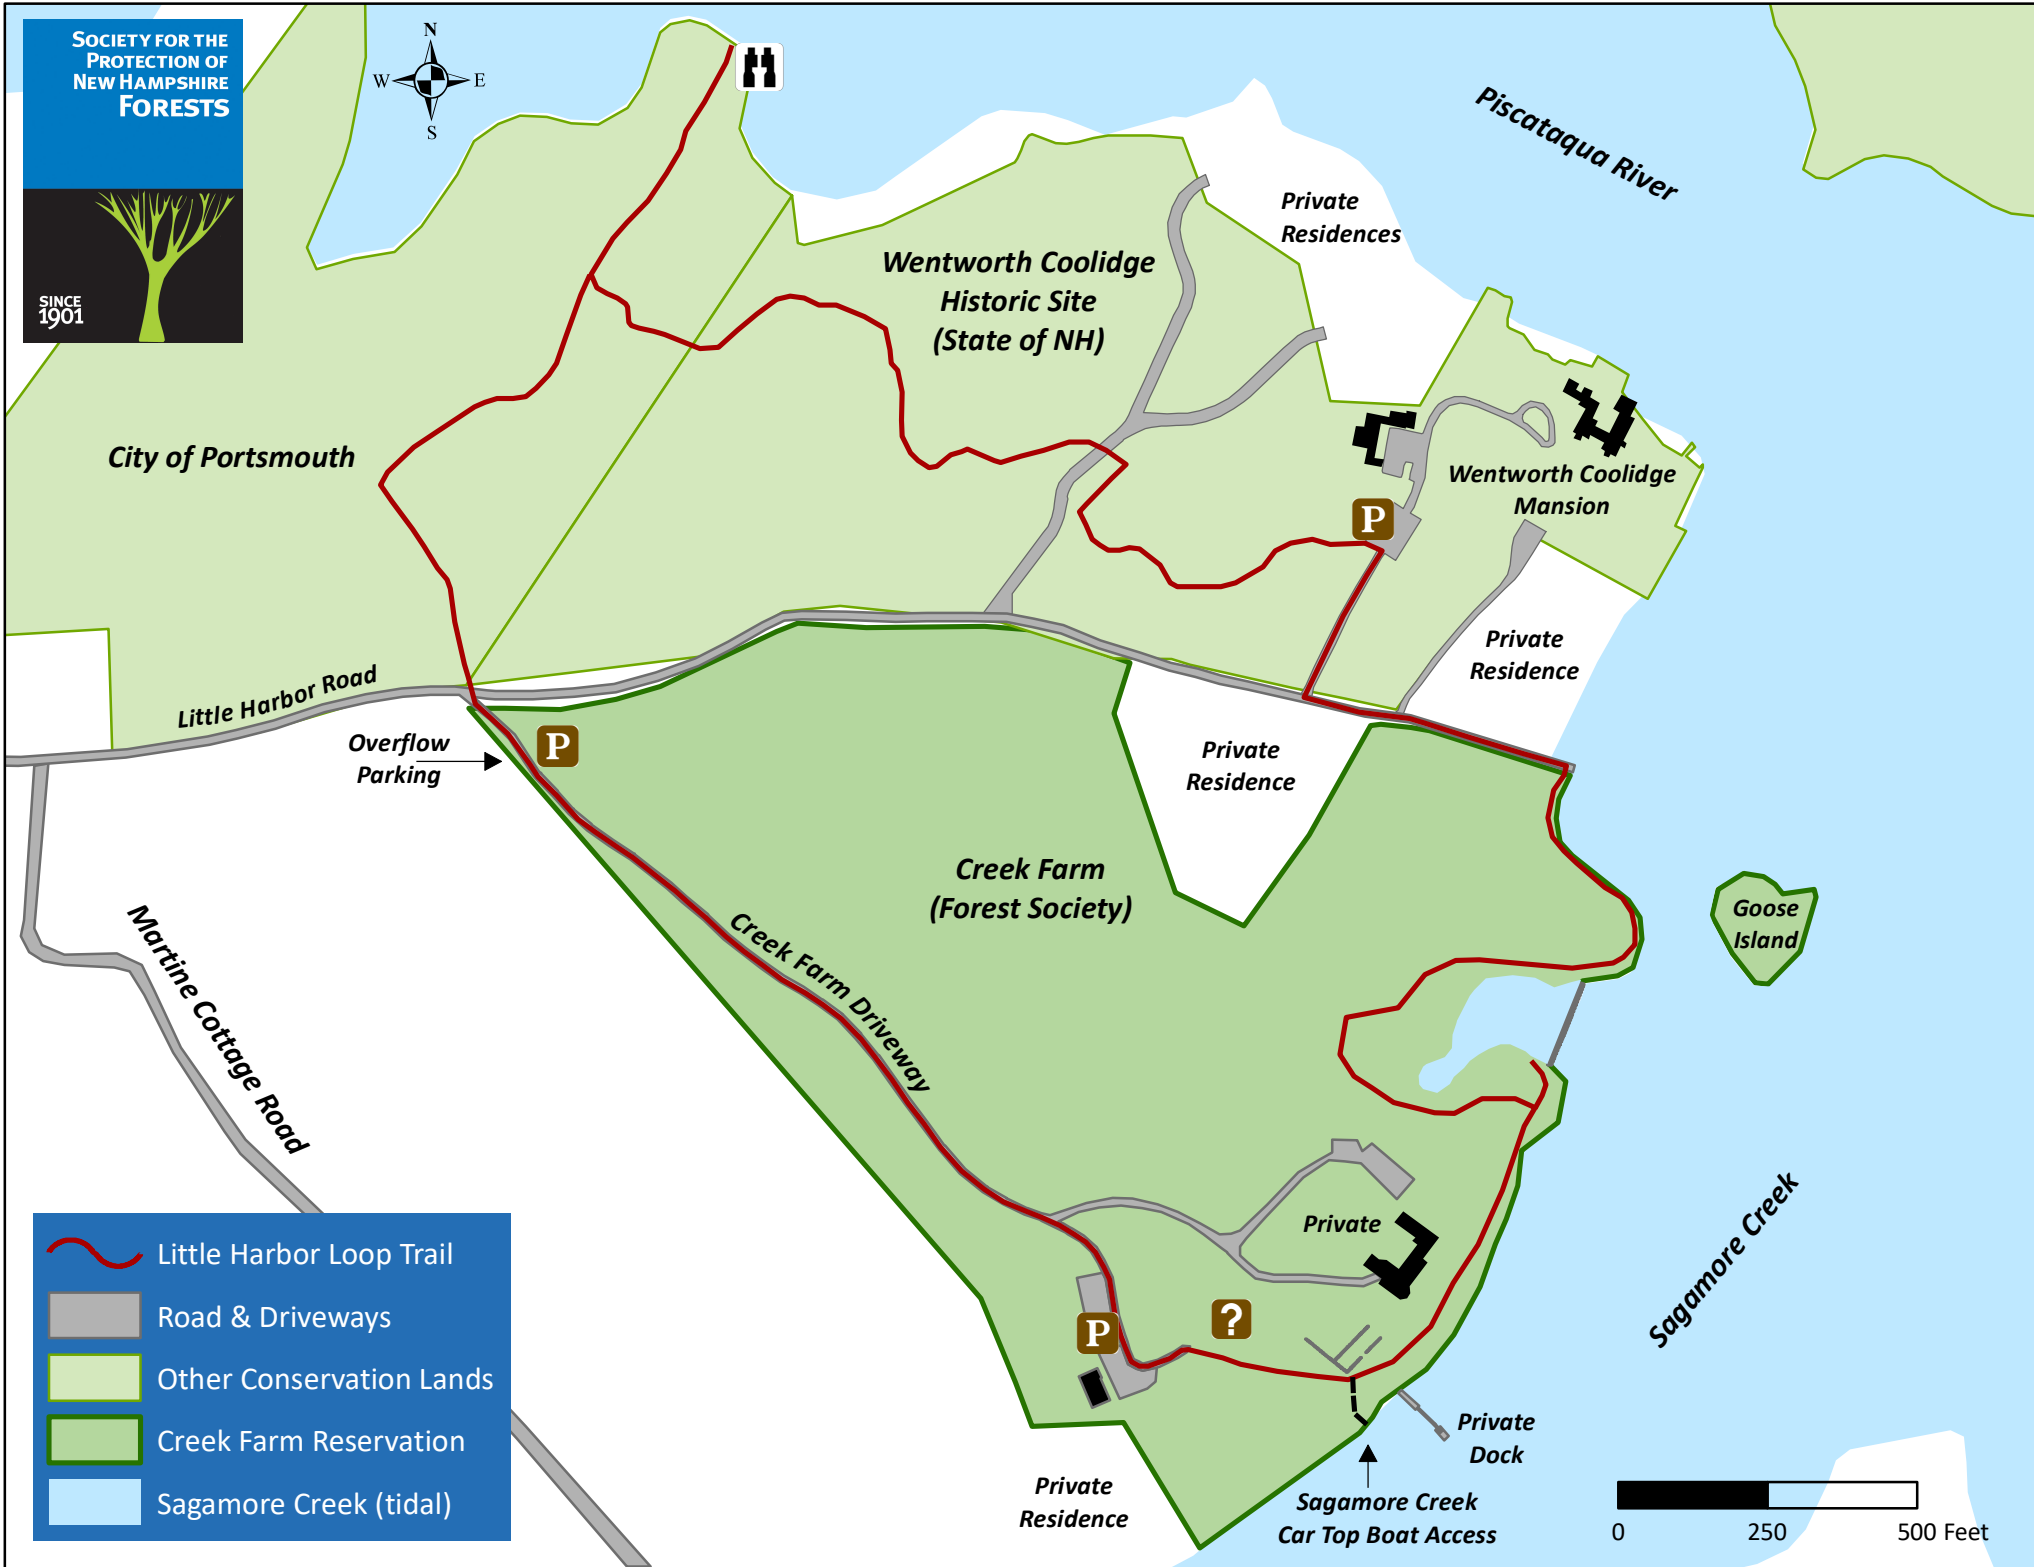 SOCIETY FOR THE
PROTECTION OF
NEW HAMPSHIRE
FORESTS
SINCE
1901
N
W
E
S
Piscataqua River
Private
Residences
Wentworth Coolidge
Historic Site
(State of NH)
City of Portsmouth
Wentworth Coolidge
Mansion
P
Private
Residence
Little Harbor Road
Overflow
Parking
P
Private
Residence
Creek Farm
(Forest Society)
Goose
Island
Creek Farm Driveway
Martine Cottage Road
Private
Sagamore Creek
P
?
Private
Dock
Private
Residence
Sagamore Creek
Car Top Boat Access
Little Harbor Loop Trail
Road & Driveways
Other Conservation Lands
Creek Farm Reservation
Sagamore Creek (tidal)
0 250 500 Feet